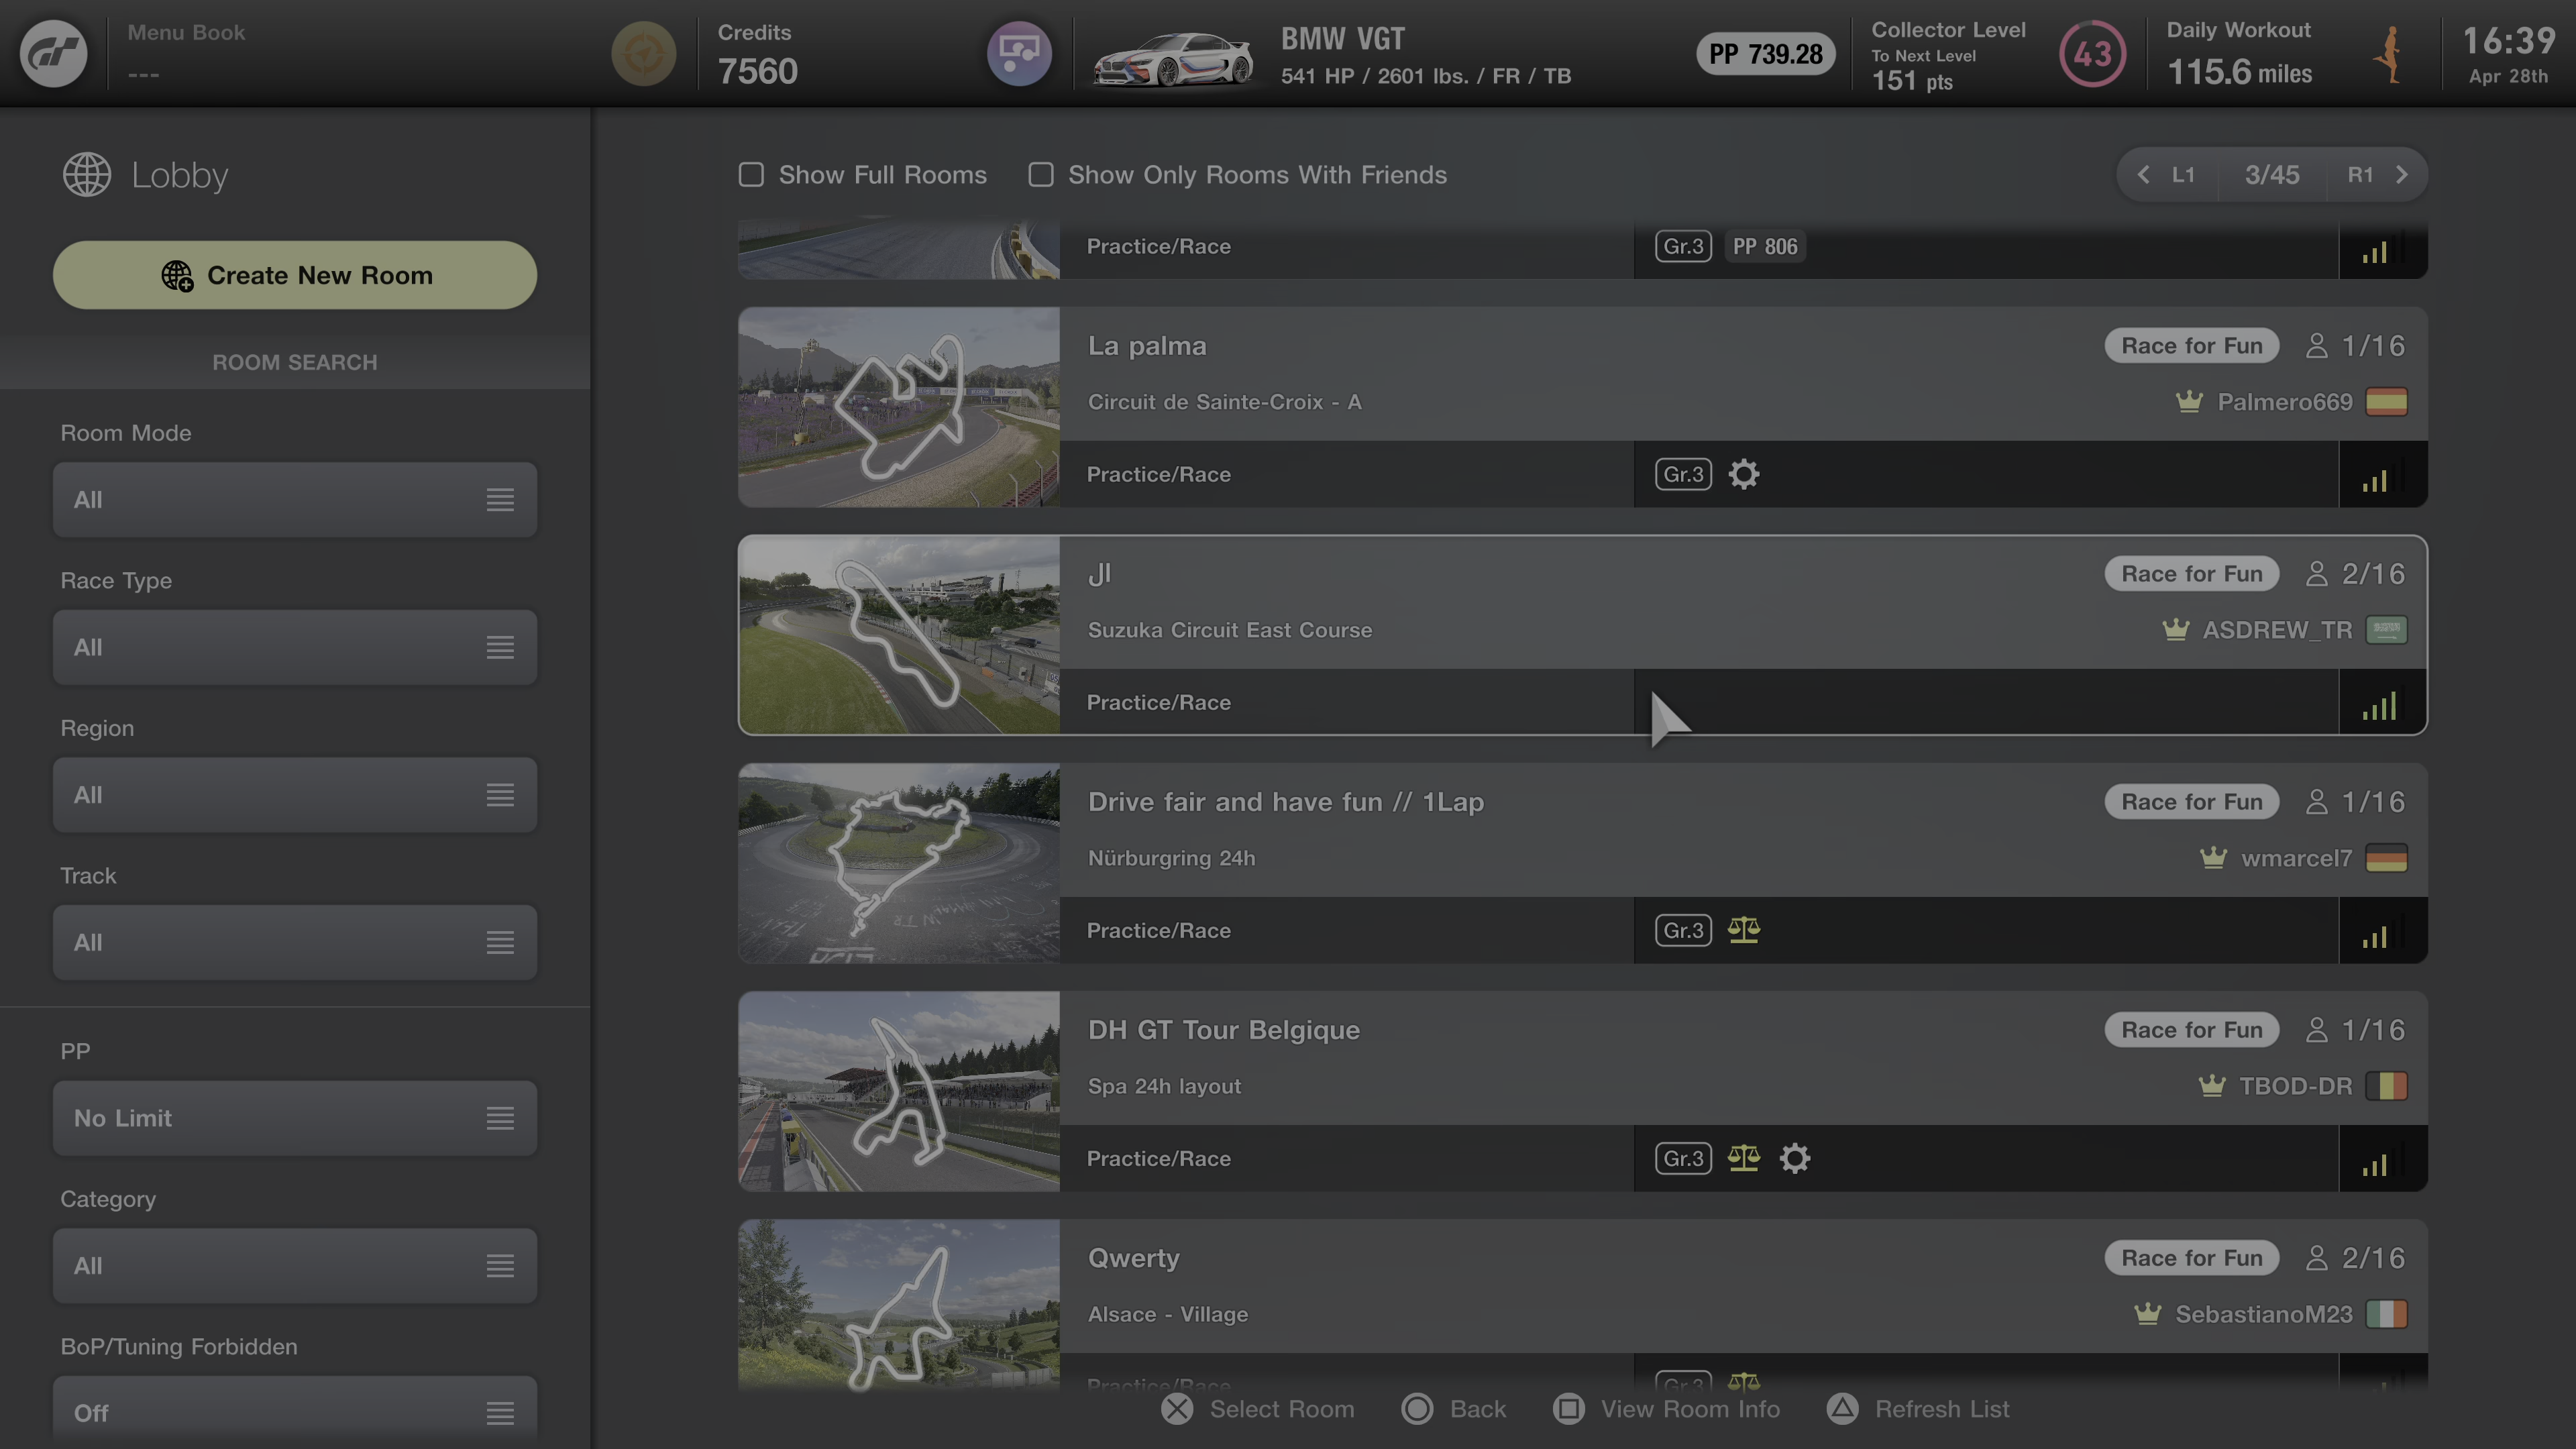 Menu Book
---
Credits
7560
BMW VGT
541 HP / 2601 lbs. / FR / TB
PP 739.28
Collector Level
To Next Level
151 pts
43
Daily Workout
115.6 miles
16:39
Apr 28th
Lobby
Create New Room
ROOM SEARCH
Room Mode
All
Race Type
All
Region
All
Track
All
PP
No Limit
Category
All
BoP/Tuning Forbidden
Off
Show Full Rooms
Show Only Rooms With Friends
L1 3/45 R1
Practice/Race
Gr.3 PP 806
La palma
Race for Fun 1/16
Circuit de Sainte-Croix - A
Palmero669
Practice/Race
Gr.3
Race for Fun 2/16
Suzuka Circuit East Course
ASDREW_TR
Practice/Race
Drive fair and have fun // 1Lap
Race for Fun 1/16
Nürburgring 24h
wmarcel7
Practice/Race
Gr.3
DH GT Tour Belgique
Race for Fun 1/16
Spa 24h layout
TBOD-DR
Practice/Race
Gr.3
Qwerty
Race for Fun 2/16
Alsace - Village
SebastianoM23
Practice/Race
Gr.3
Select Room
Back
View Room Info
Refresh List